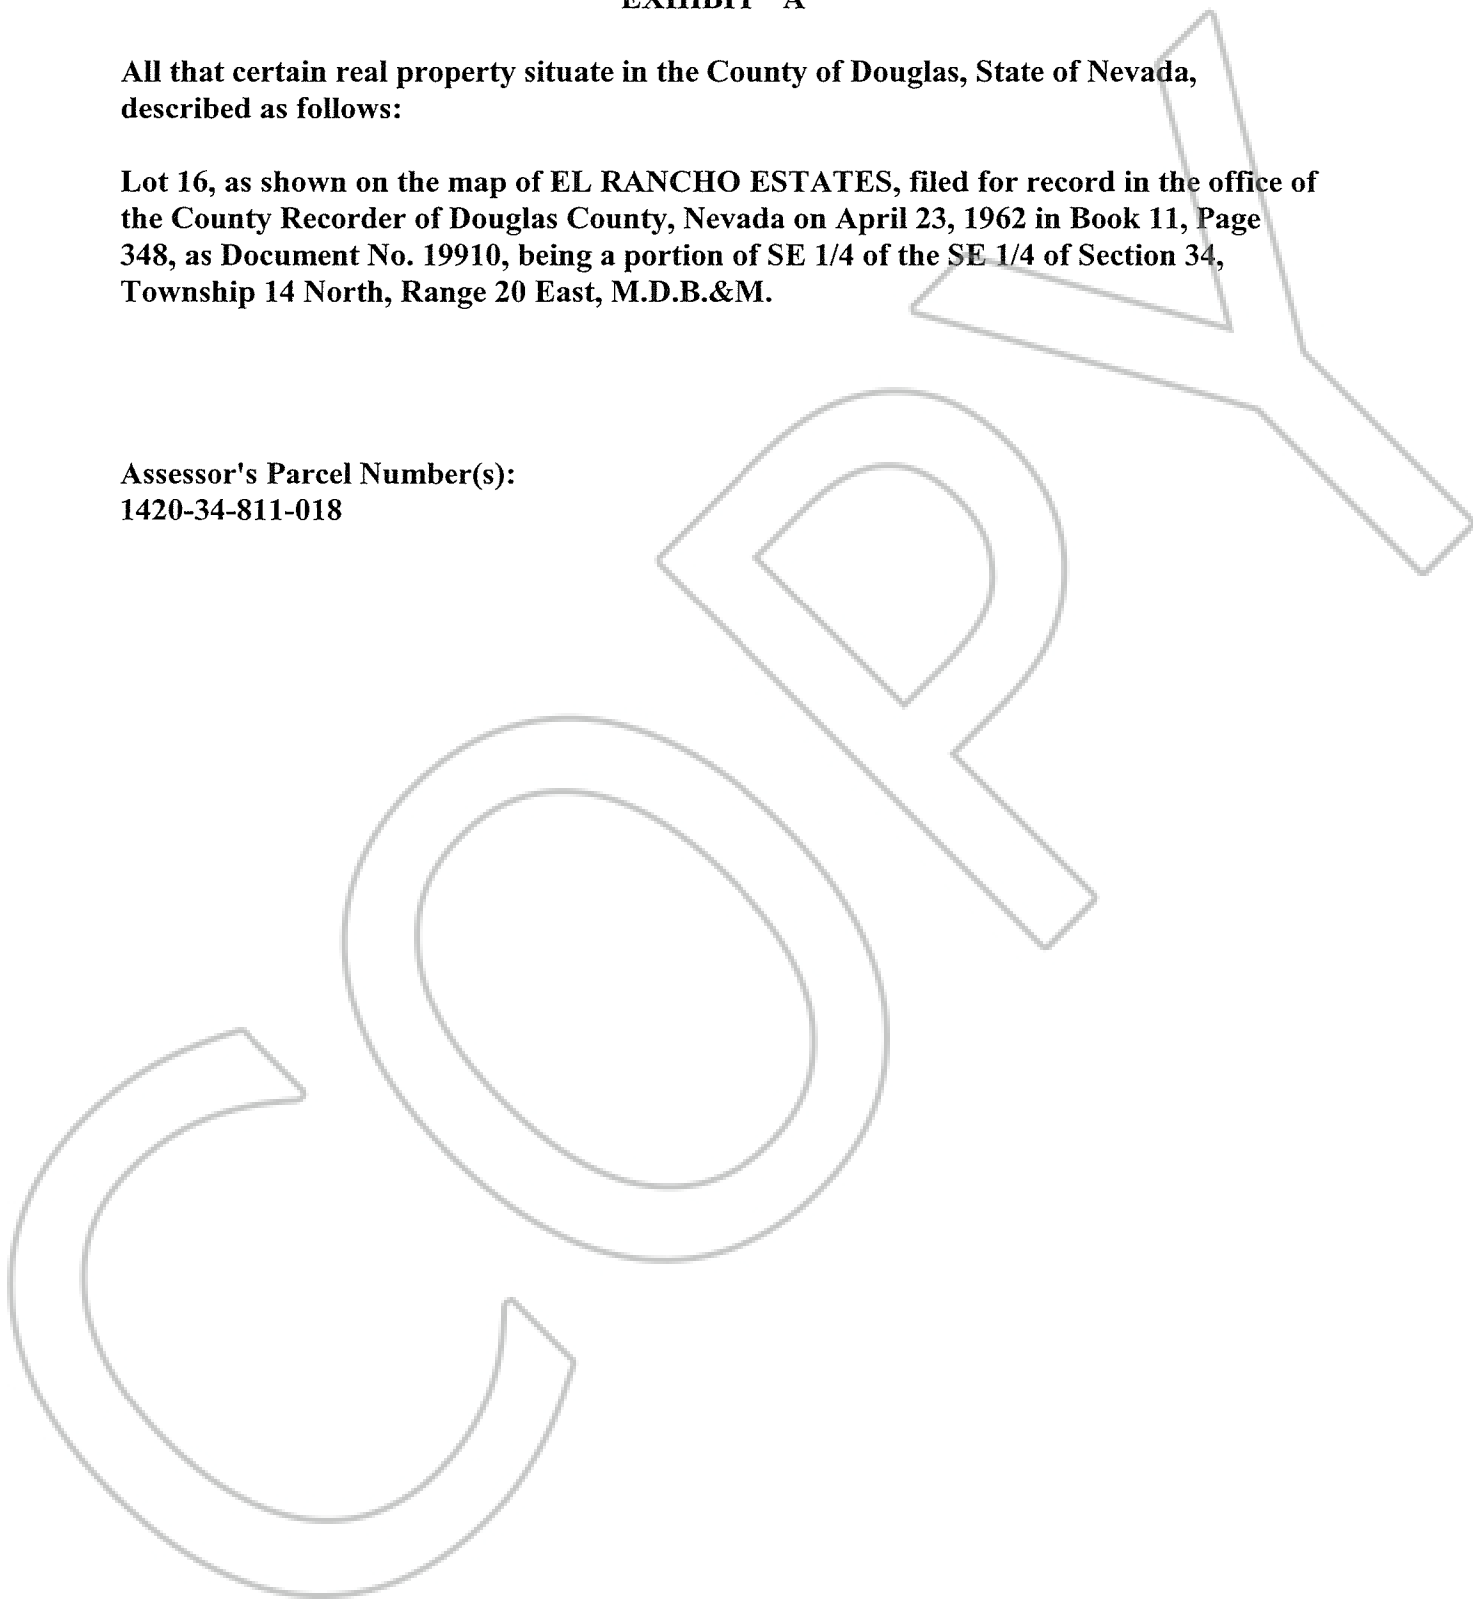 EXHIBIT "A"
All that certain real property situate in the County of Douglas, State of Nevada,
described as follows:
Lot 16, as shown on the map of EL RANCHO ESTATES, filed for record in the office of
the County Recorder of Douglas County, Nevada on April 23, 1962 in Book 11, Page
348, as Document No. 19910, being a portion of SE 1/4 of the SE 1/4 of Section 34,
Township 14 North, Range 20 East, M.D.B.&M.
Assessor's Parcel Number(s):
1420-34-811-018
COPY